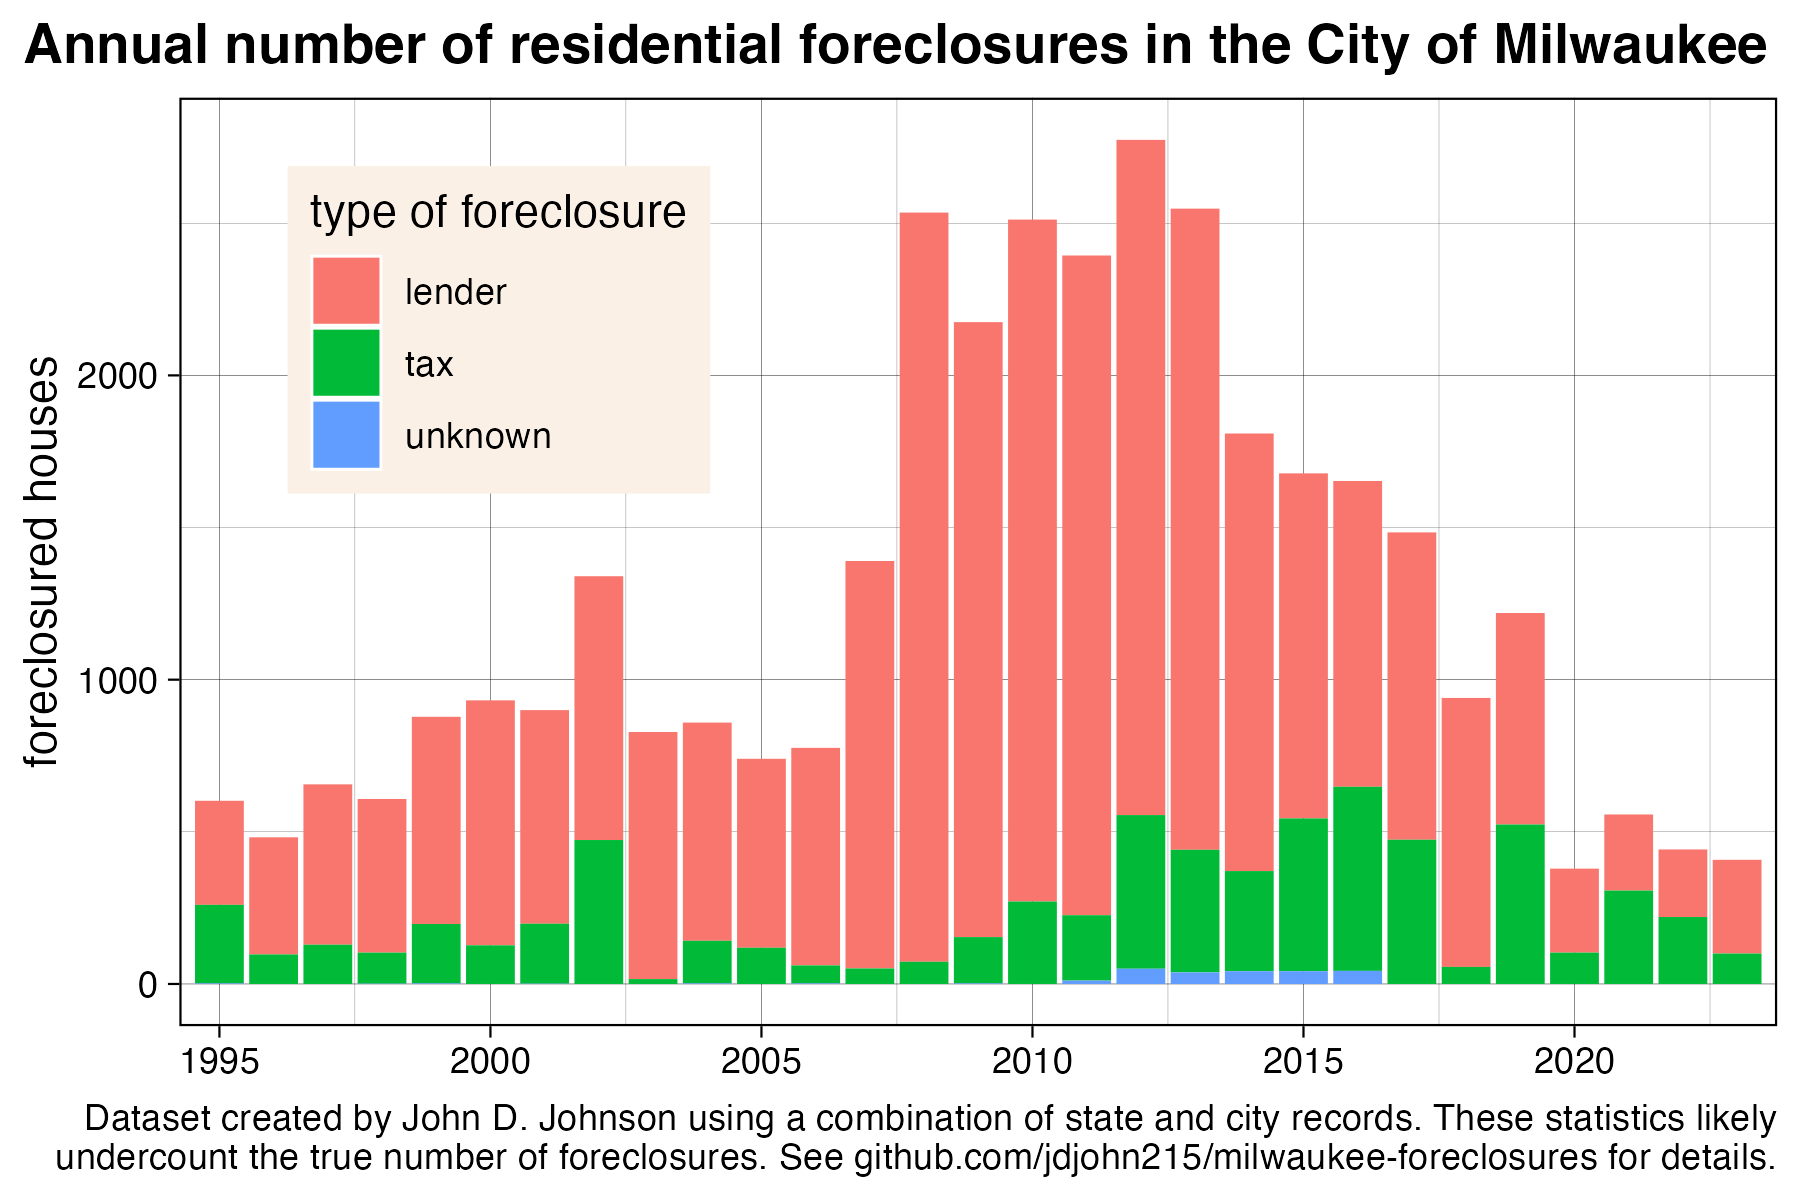 Annual number of residential foreclosures in the City of Milwaukee
type of foreclosure
lender
tax
unknown
foreclosured houses
2000
1000
0
1995 2000 2005 2010 2015 2020
Dataset created by John D. Johnson using a combination of state and city records. These statistics likely
undercount the true number of foreclosures. See github.com/jdjohn215/milwaukee-foreclosures for details.